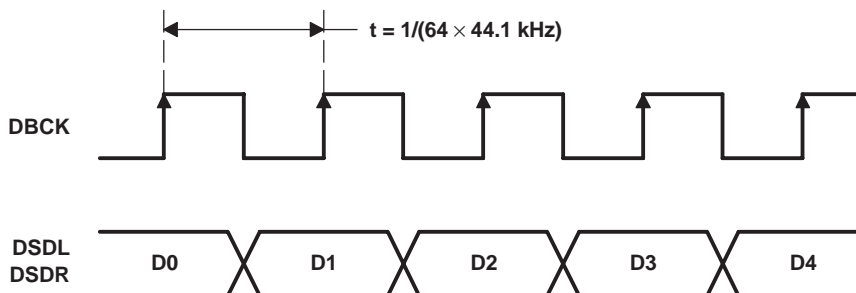 t = 1/(64 × 44.1 kHz)
DBCK
DSDL
DSDR
D0 D1 D2 D3 D4